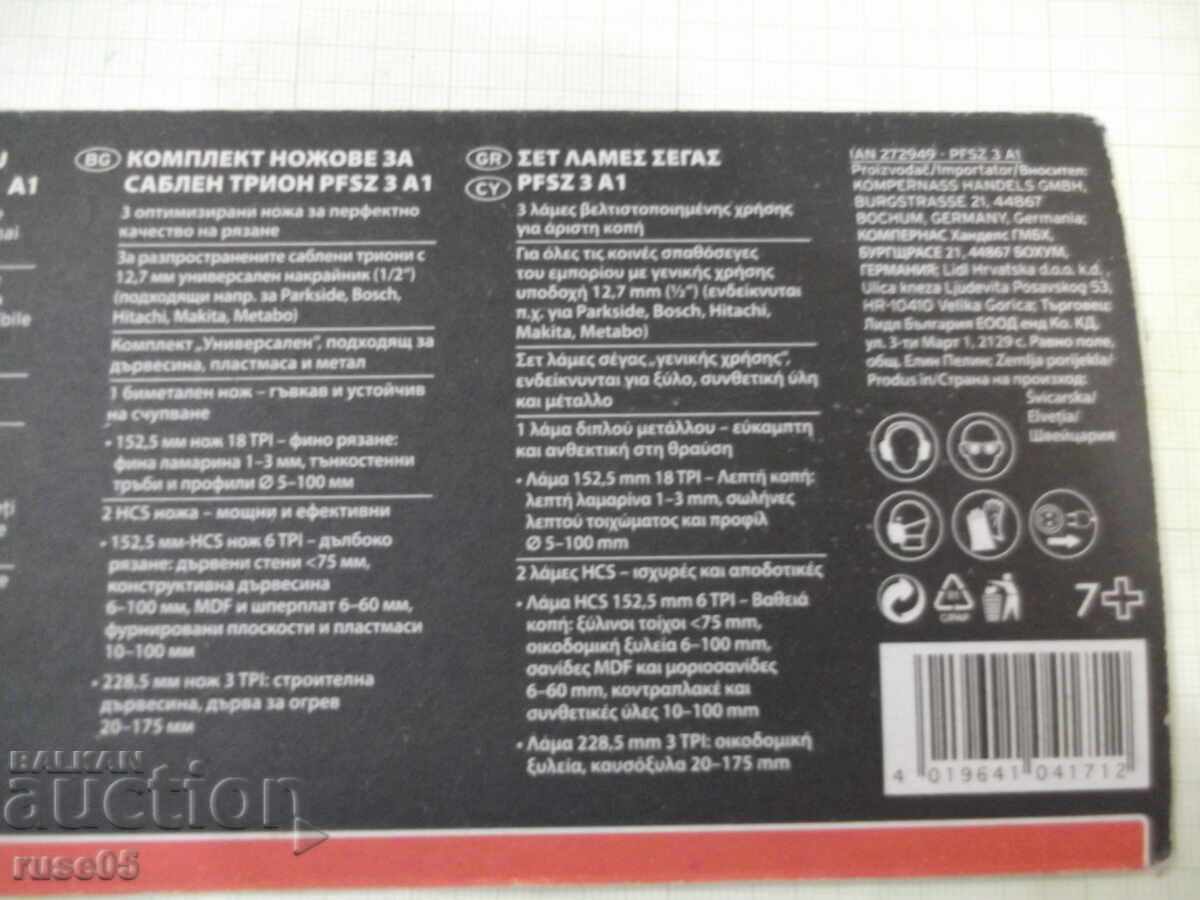 U
A1
BG КОМПЛЕКТ НОЖОВЕ ЗА
САБЛЕН ТРИОН PFSZ 3 A1
3 оптимизирани ножа за перфектно
качество на рязане
За разпространените саблени триони с
12,7 мм универсален накрайник (1/2")
(подходящи напр. за Parkside, Bosch,
Hitachi, Makita, Metabo)
Комплект „Универсален", подходящ за
дървесина, пластмаса и метал
1 биметален нож – гъвкав и устойчив
на счупване
• 152,5 мм нож 18 TPI – фино рязане:
фина ламарина 1–3 мм, тънкостенни
тръби и профили Ø 5–100 мм
2 HCS ножа – мощни и ефективни
• 152,5 мм-HCS нож 6 TPI – дълбоко
рязане: дървени стени <75 мм,
конструктивна дървесина
6–100 мм, MDF и шперплат 6–60 мм,
фурнировани плоскости и пластмаси
10–100 мм
• 228,5 мм нож 3 TPI: строителна
дървесина, дърва за огрев
20–175 мм
GR ΣΕΤ ΛΑΜΕΣ ΣΕΓΑΣ
CY PFSZ 3 A1
3 λάμες βελτιστοποιημένης χρήσης
για άριστη κοπή
Για όλες τις κοινές σπαθόσεγες
του εμπορίου με γενικής χρήσης
υποδοχή 12,7 mm (½") (ενδείκνυται
π.χ. για Parkside, Bosch, Hitachi,
Makita, Metabo)
Σετ λάμες σέγας „γενικής χρήσης",
ενδείκνυνται για ξύλο, συνθετική ύλη
και μέταλλο
1 λάμα διπλού μετάλλου – εύκαμπτη
και ανθεκτική στη θραύση
• Λάμα 152,5 mm 18 TPI – Λεπτή κοπή:
λεπτή λαμαρίνα 1–3 mm, σωλήνες
λεπτού τοιχώματος και προφίλ
Ø 5–100 mm
2 λάμες HCS – ισχυρές και αποδοτικές
• Λάμα HCS 152,5 mm 6 TPI – Βαθειά
κοπή: ξύλινοι τοίχοι <75 mm,
οικοδομική ξυλεία 6–100 mm,
σανίδες MDF και μοριοσανίδες
6–60 mm, κοντραπλακέ και
συνθετικές ύλες 10–100 mm
• Λάμα 228,5 mm 3 TPI: οικοδομική
ξυλεία, καυσόξυλα 20–175 mm
IAN 272949 - PFSZ 3 A1
Proizvođač/Importator/Вносител:
KOMPERNASS HANDELS GMBH,
BURGSTRASSE 21, 44867
BOCHUM, GERMANY, Germania;
КОМПЕРНАС Ханделс ГМБХ,
БУРГЩРАСЕ 21, 44867 БОХУМ,
ГЕРМАНИЯ; Lidl Hrvatska d.o.o. k.d.,
Ulica kneza Ljudevita Posavskog 53,
HR-10410 Velika Gorica; Търговец:
Лидл България ЕООД енд Ко. КД,
ул. 3-ти Март 1, 2129 с. Равно поле,
общ. Елин Пелин; Zemlja porijekla/
Produs in/Страна на произход:
Švicarska/
Elveția/
Швейцария
7+
4 019641 041712
BALKAN
auction
ruse05